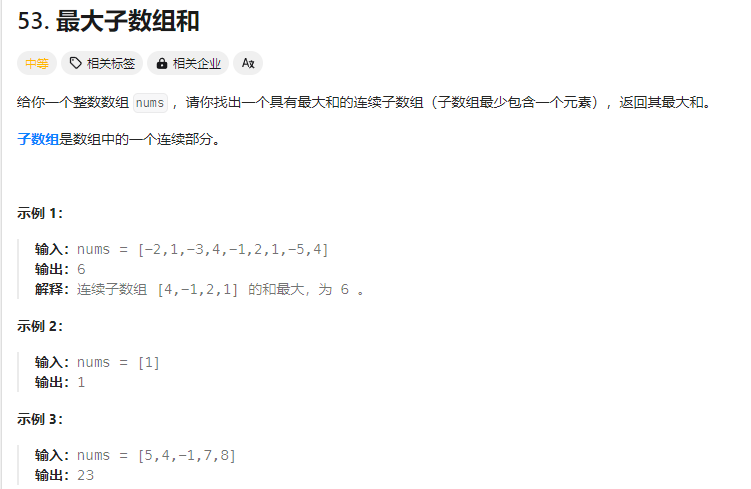 53. 最大子数组和
中等 相关标签 相关企业 Aあ
给你一个整数数组 nums ，请你找出一个具有最大和的连续子数组（子数组最少包含一个元素），返回其最大和。
子数组是数组中的一个连续部分。
示例 1：
输入：nums = [-2,1,-3,4,-1,2,1,-5,4]
输出：6
解释：连续子数组 [4,-1,2,1] 的和最大，为 6 。
示例 2：
输入：nums = [1]
输出：1
示例 3：
输入：nums = [5,4,-1,7,8]
输出：23